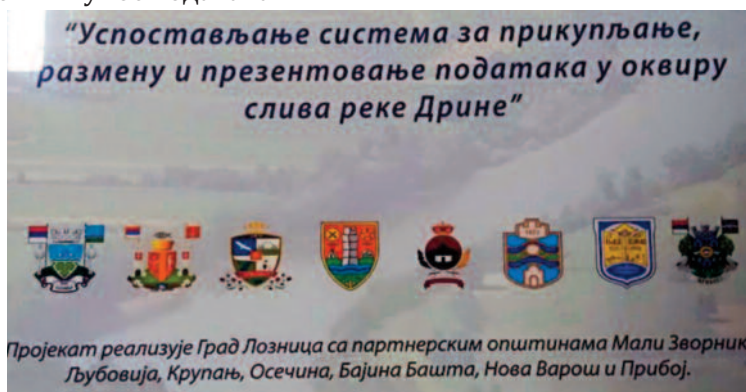 “Успостављање система за прикупљање,
размену и презентовање података у оквиру
слива реке Дрине”
Пројекат реализује Град Лозница са партнерским општинама Мали Зворник
Љубовија, Крупањ, Осечина, Бајина Башта, Нова Варош и Прибој.